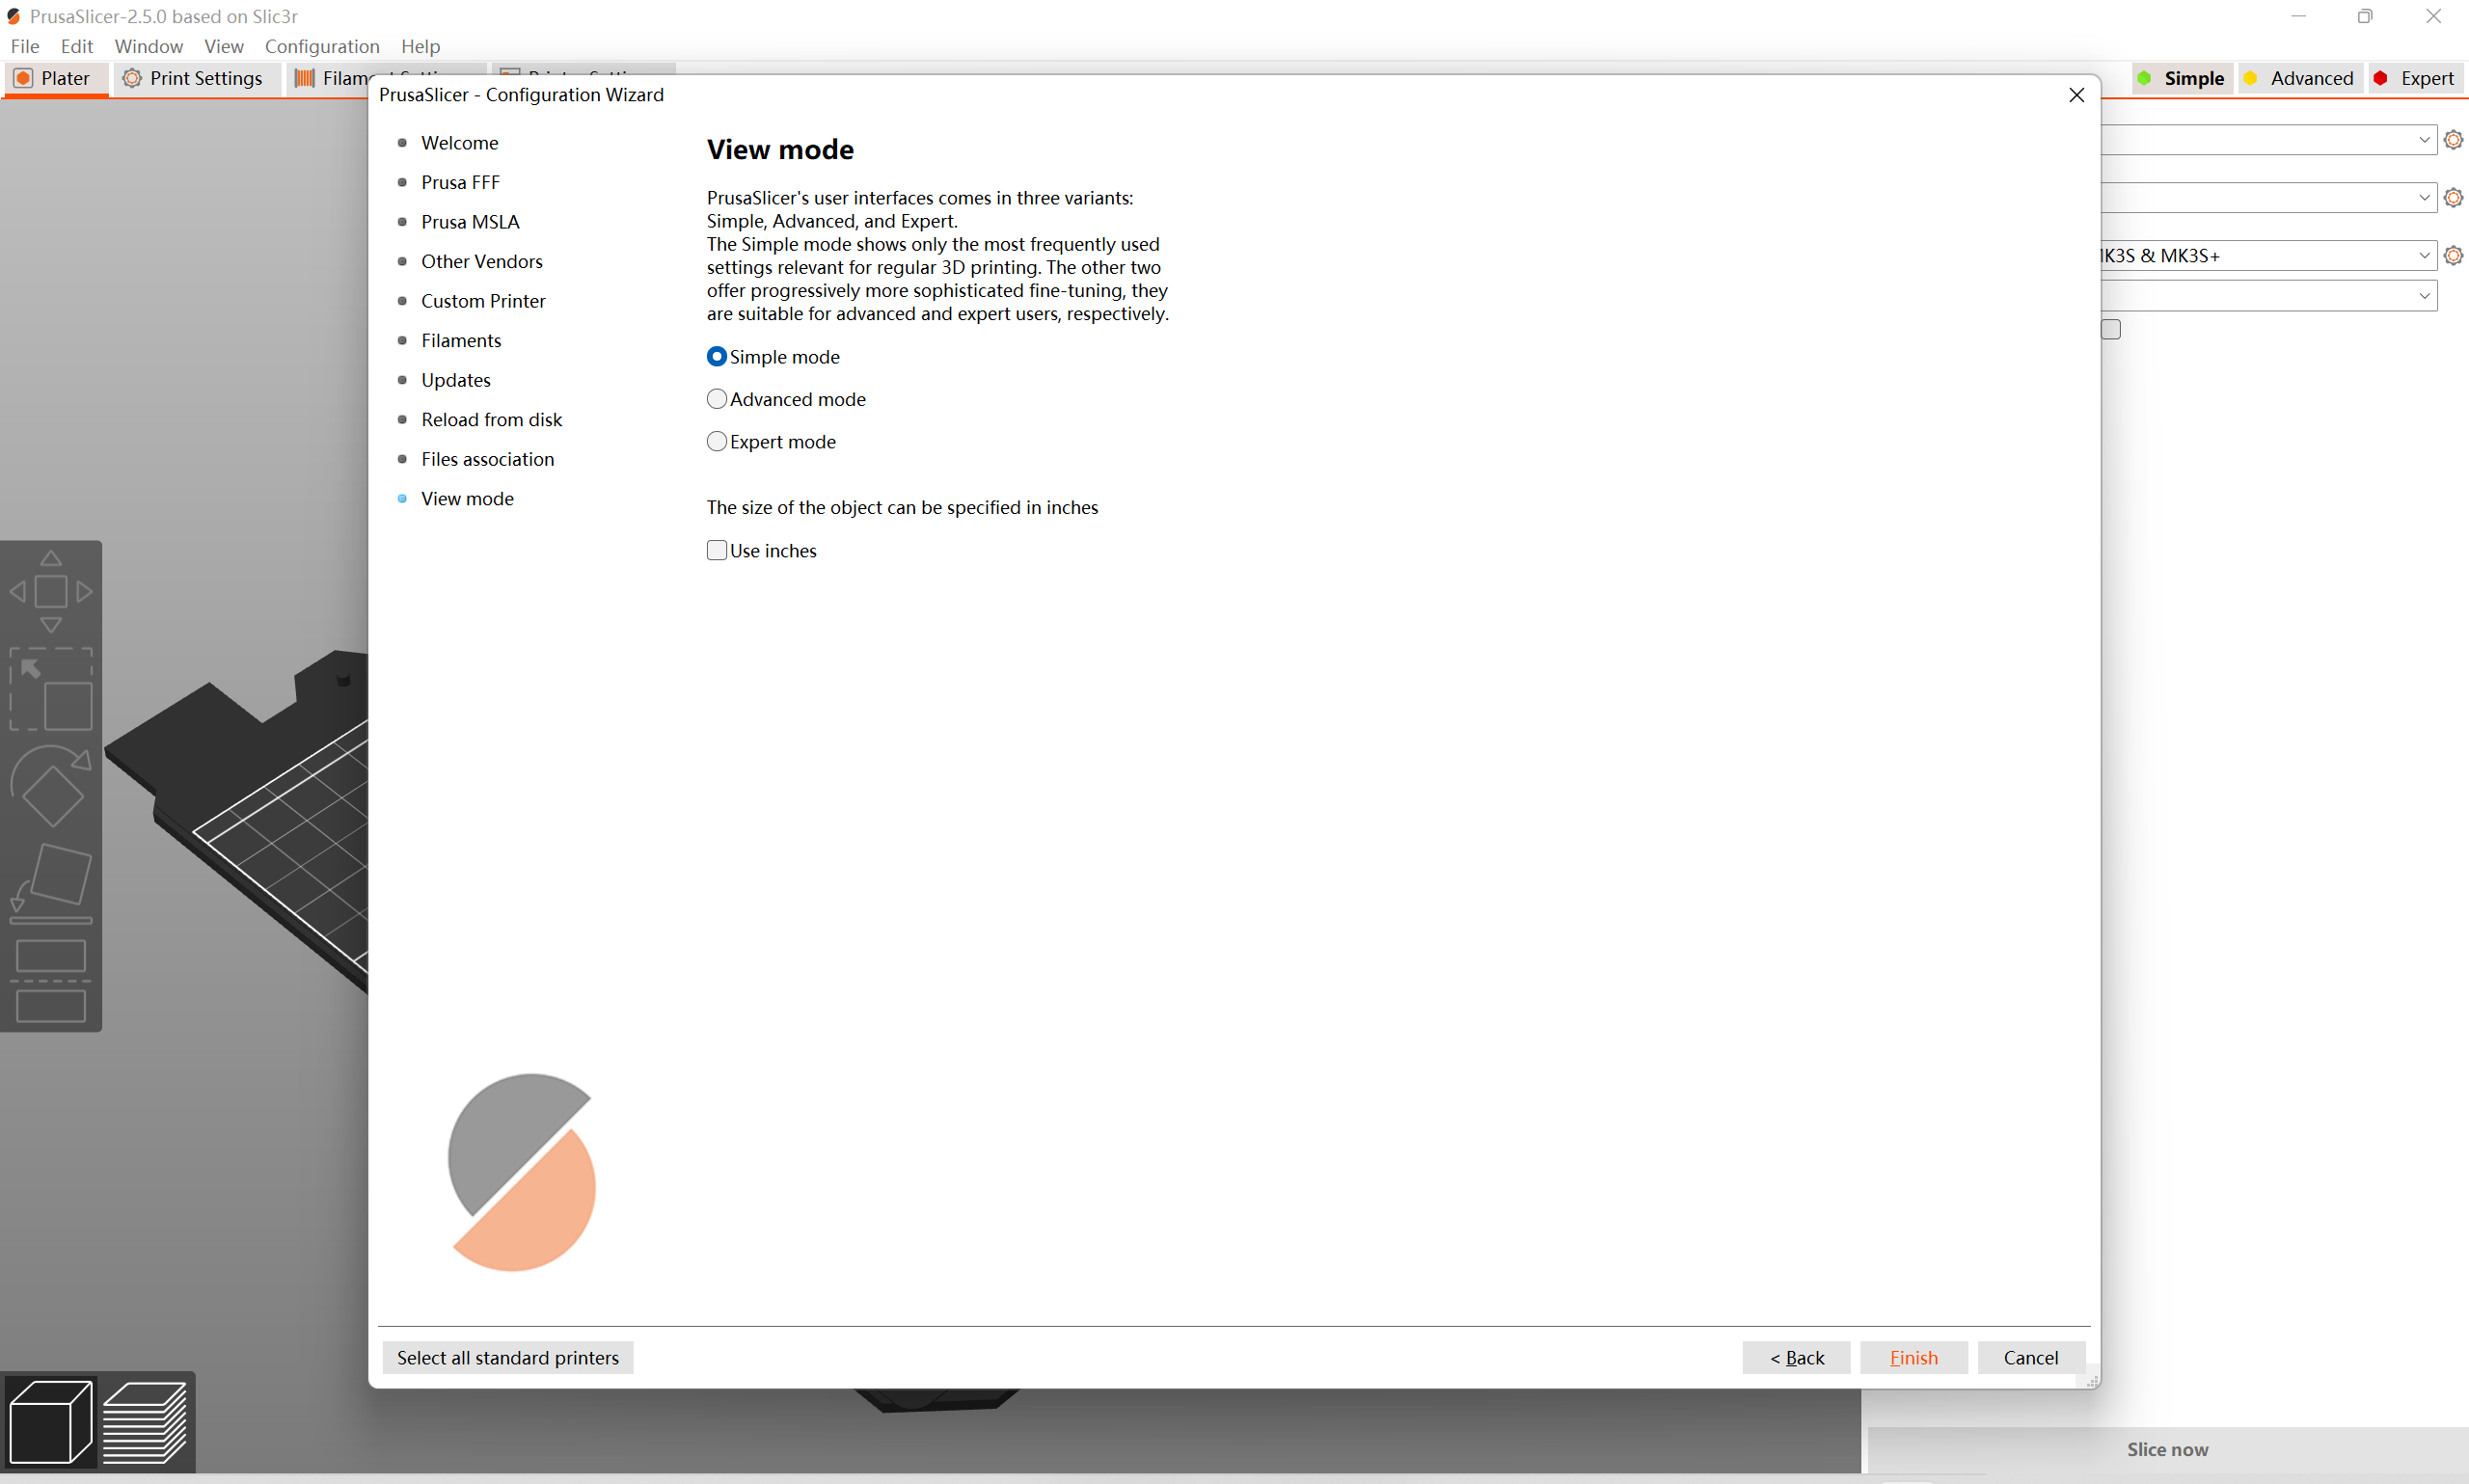 PrusaSlicer-2.5.0 based on Slic3r
File Edit Window View Configuration Help
Plater Print Settings
Simple Advanced Expert
PrusaSlicer - Configuration Wizard
Welcome
Prusa FFF
Prusa MSLA
Other Vendors
Custom Printer
Filaments
Updates
Reload from disk
Files association
View mode
View mode
PrusaSlicer's user interfaces comes in three variants:
Simple, Advanced, and Expert.
The Simple mode shows only the most frequently used
settings relevant for regular 3D printing. The other two
offer progressively more sophisticated fine-tuning, they
are suitable for advanced and expert users, respectively.
Simple mode
Advanced mode
Expert mode
The size of the object can be specified in inches
Use inches
& MK3S+
Select all standard printers
< Back Finish Cancel
Slice now